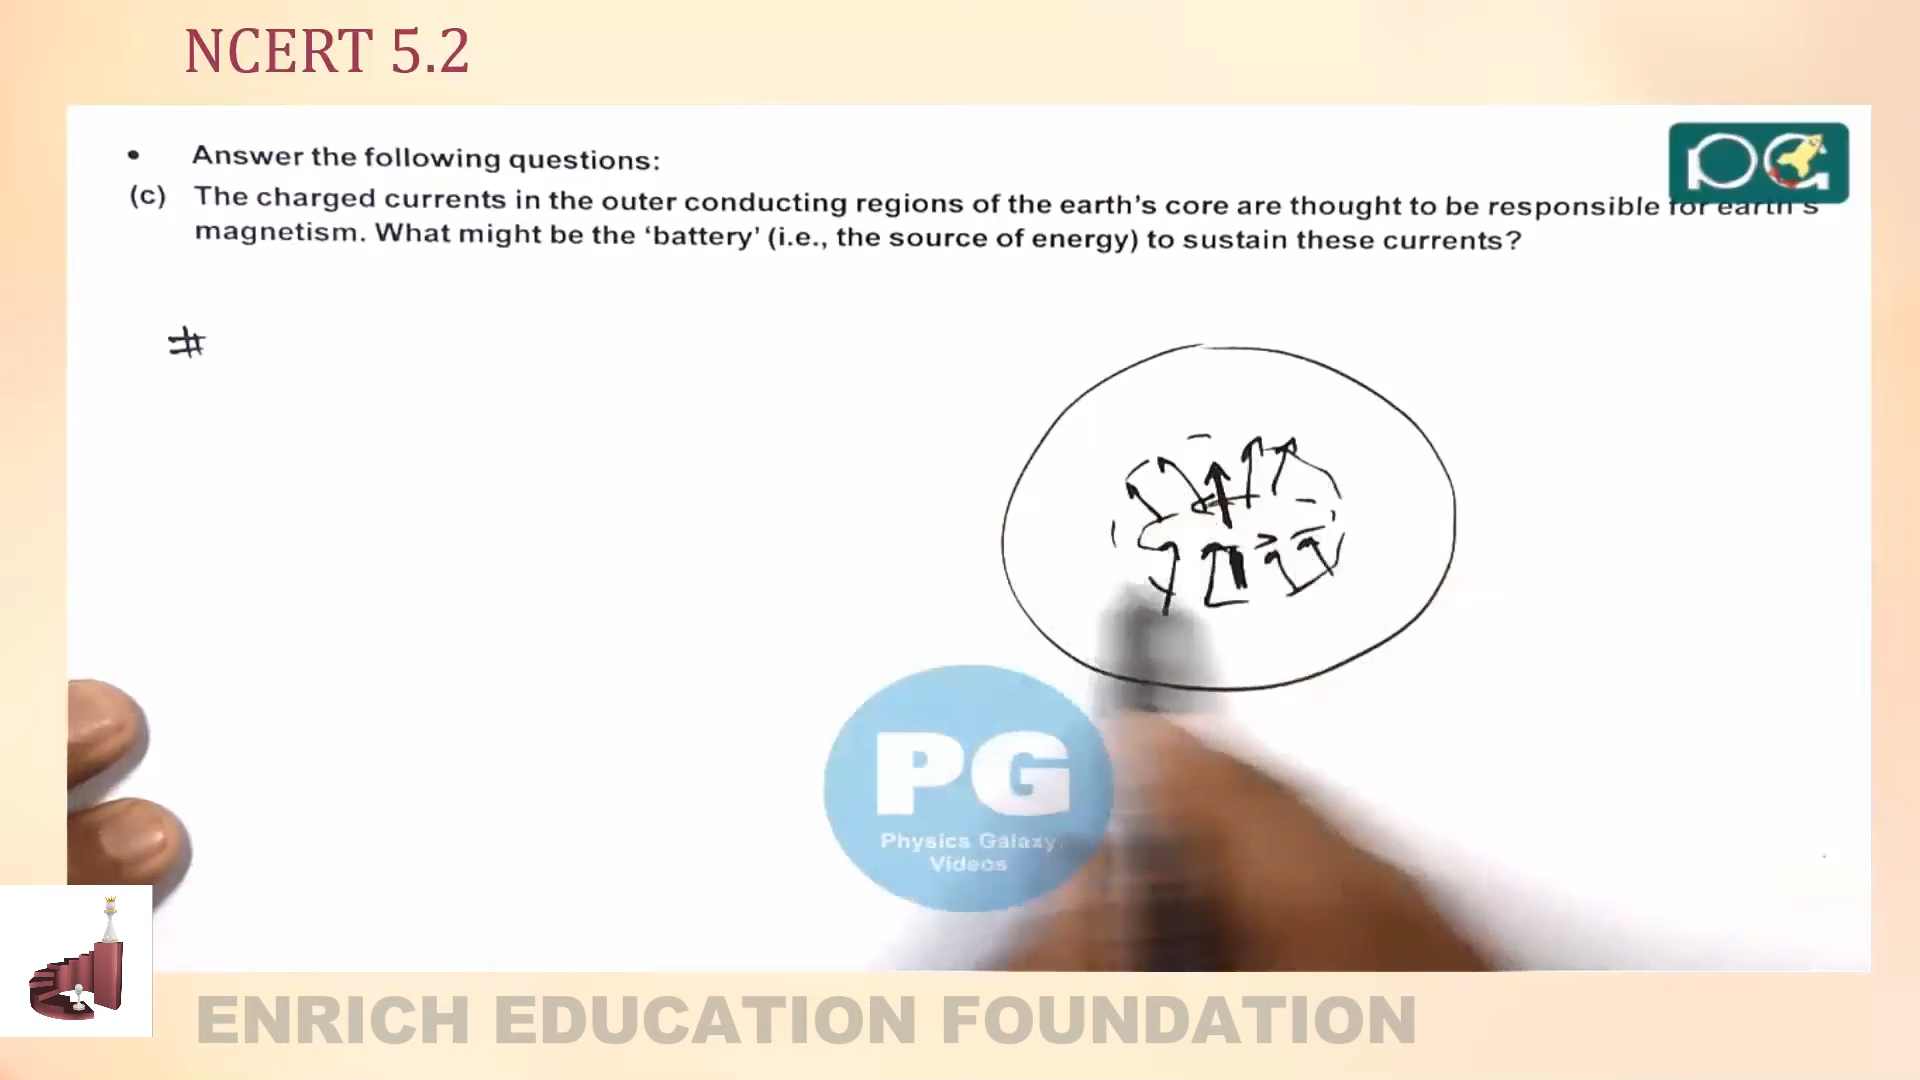 NCERT 5.2
• Answer the following questions:
(c) The charged currents in the outer conducting regions of the earth's core are thought to be responsible for earth's
magnetism. What might be the ‘battery’ (i.e., the source of energy) to sustain these currents?
#
PG
Physics Galaxy
Videos
ENRICH EDUCATION FOUNDATION